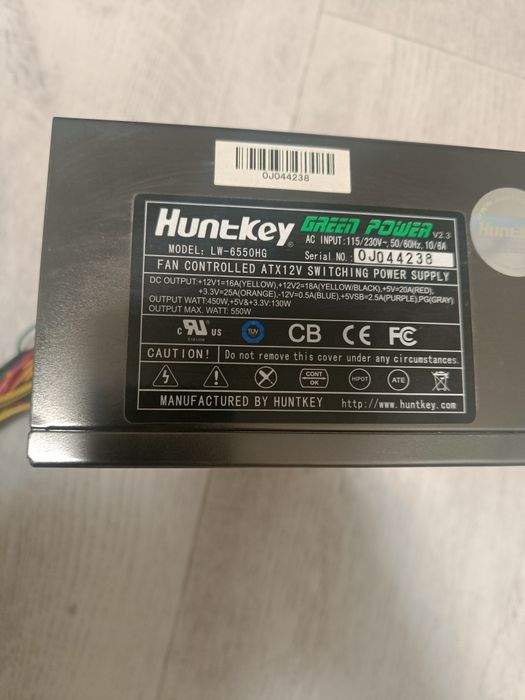 0J044238
Huntkey® GREEN POWER V2.3
AC INPUT:115/230V~,50/60Hz,10/6A
MODEL: LW-6550HG Serial NO.: 0J044238
FAN CONTROLLED ATX12V SWITCHING POWER SUPPLY
DC OUTPUT:+12V1=16A(YELLOW),+12V2=18A(YELLOW/BLACK),+5V=20A(RED),
+3.3V=25A(ORANGE),-12V=0.5A(BLUE),+5VSB=2.5A(PURPLE),PG(GRAY)
OUTPUT WATT:450W,+5V&+3.3V:130W
OUTPUT MAX. WATT: 550W
c UL US TUV CB CE FC
CAUTION! Do not remove this cover under any circumstances.
CONT OK HIPOT ATE
MANUFACTURED BY HUNTKEY http://www.huntkey.com
Huntkey